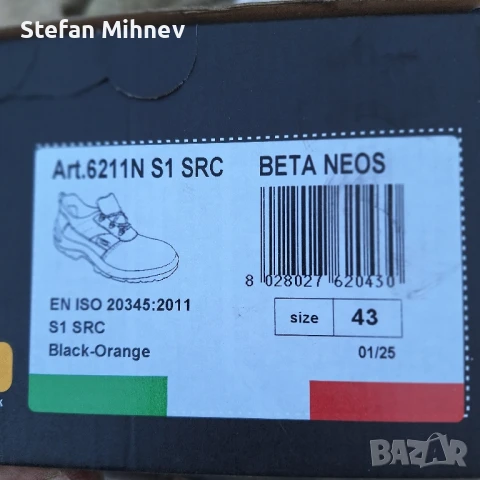 Stefan Mihnev
Art.6211N S1 SRC
BETA NEOS
8 028027 620430
EN ISO 20345:2011
S1 SRC
Black-Orange
size 43
01/25
BAZAR